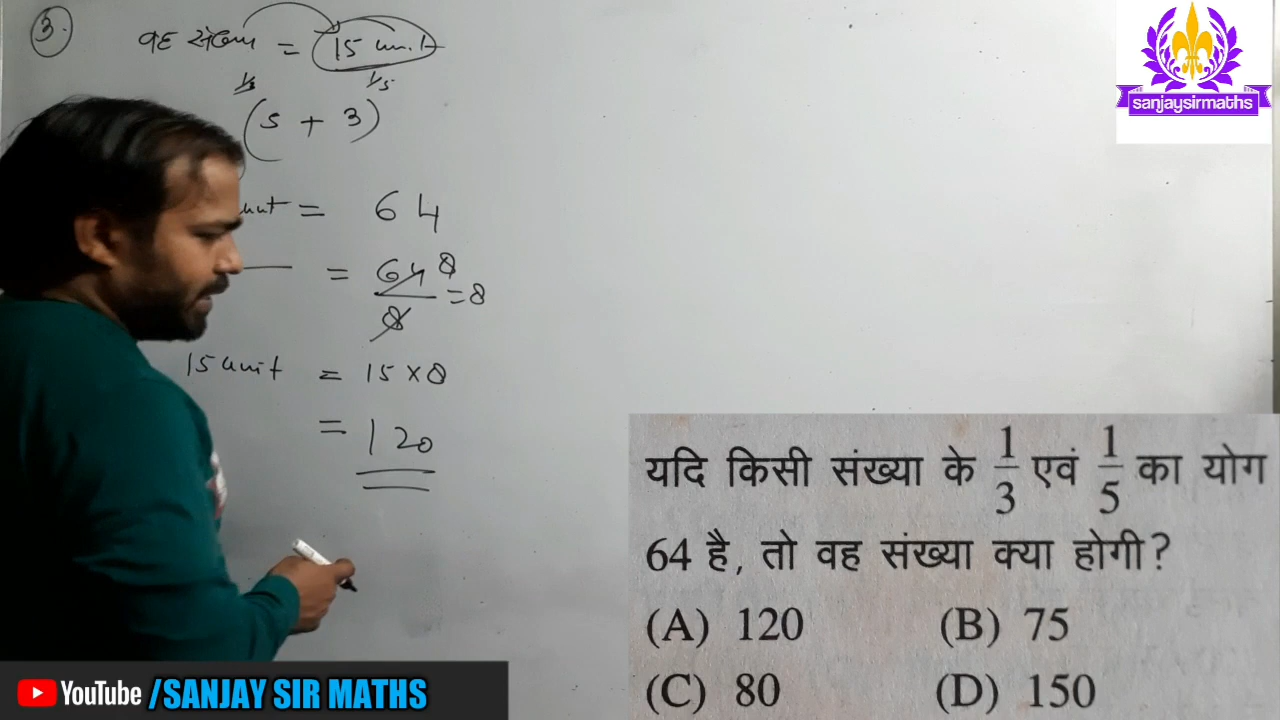 3.
वह संख्या = 15 unit
1/3 1/5
(5 + 3)
unit = 64
= 64 8
8 = 8
15 unit = 15 × 8
= 120
sanjaysirmaths
यदि किसी संख्या के 1/3 एवं 1/5 का योग
64 है, तो वह संख्या क्या होगी?
(A) 120 (B) 75
(C) 80 (D) 150
YouTube /SANJAY SIR MATHS